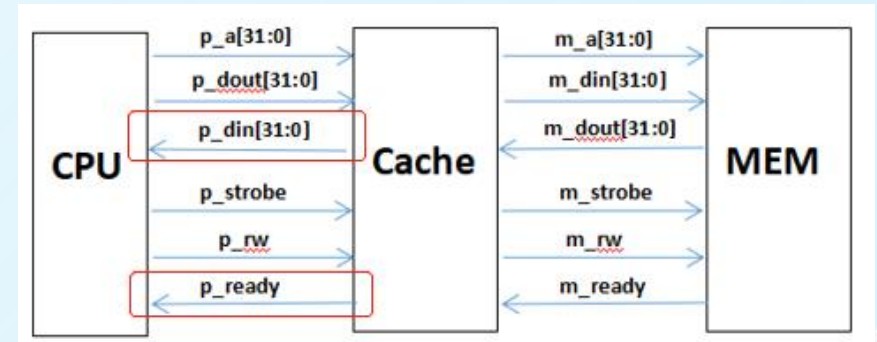 p_a[31:0]
m_a[31:0]
p_dout[31:0]
m_din[31:0]
p_din[31:0]
m_dout[31:0]
CPU
Cache
MEM
p_strobe
m_strobe
p_rw
m_rw
p_ready
m_ready